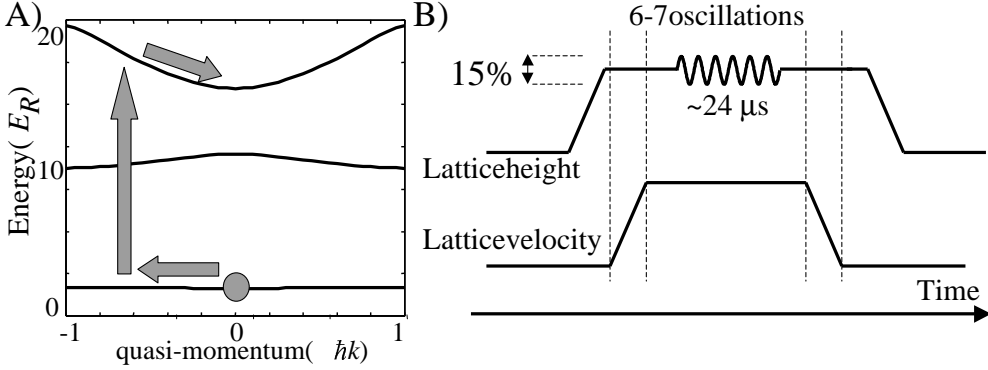 A)
20
10
0
Energy( E_R)
-1 0 1
quasi-momentum( ħk)
B)
6-7oscillations
15%
~24 μs
Latticeheight
Latticevelocity
Time